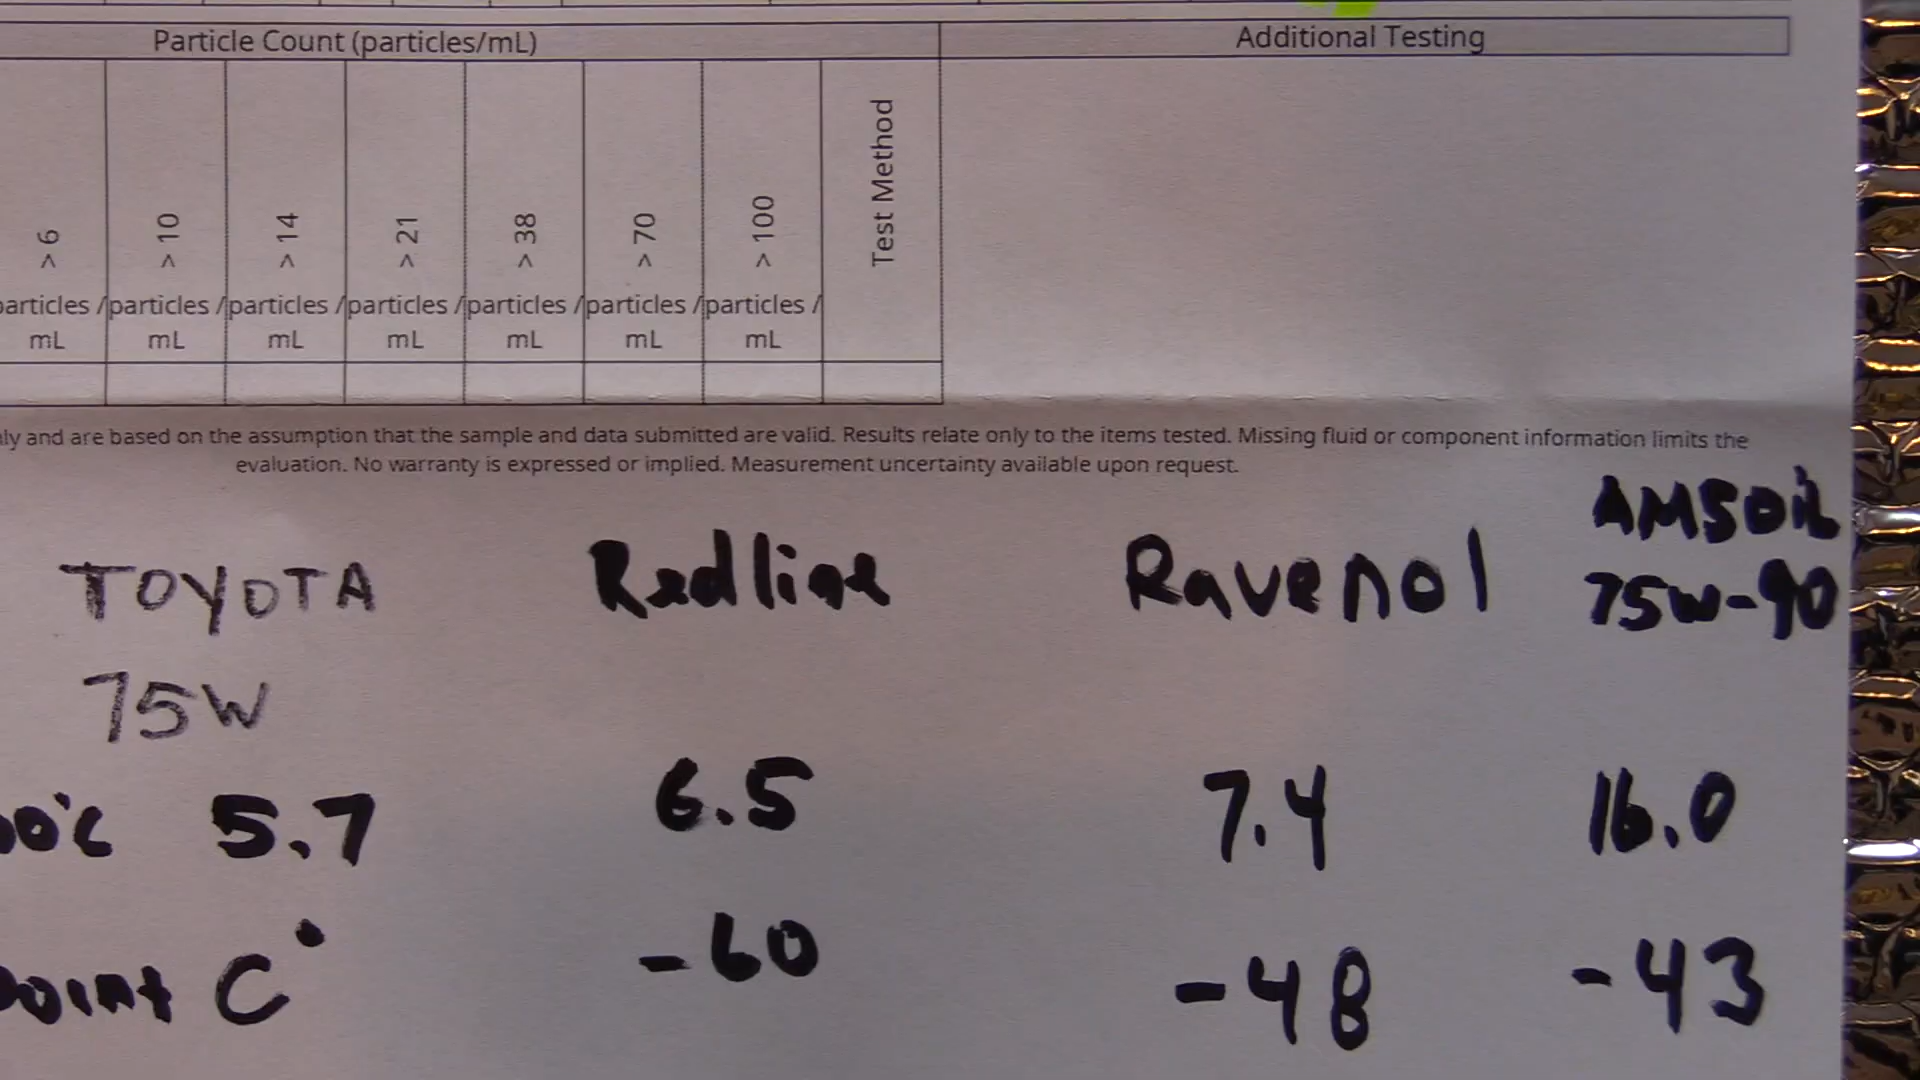 Particle Count (particles/mL) Additional Testing
> 6 > 10 > 14 > 21 > 38 > 70 > 100 Test Method
particles / particles / particles / particles / particles / particles / particles /
mL mL mL mL mL mL mL
and are based on the assumption that the sample and data submitted are valid. Results relate only to the items tested. Missing fluid or component information limits the
evaluation. No warranty is expressed or implied. Measurement uncertainty available upon request.
TOYOTA Redline Ravenol AMSOIL
75W-90
75W
00°C 5.7 6.5 7.4 16.0
point C° -60 -48 -43